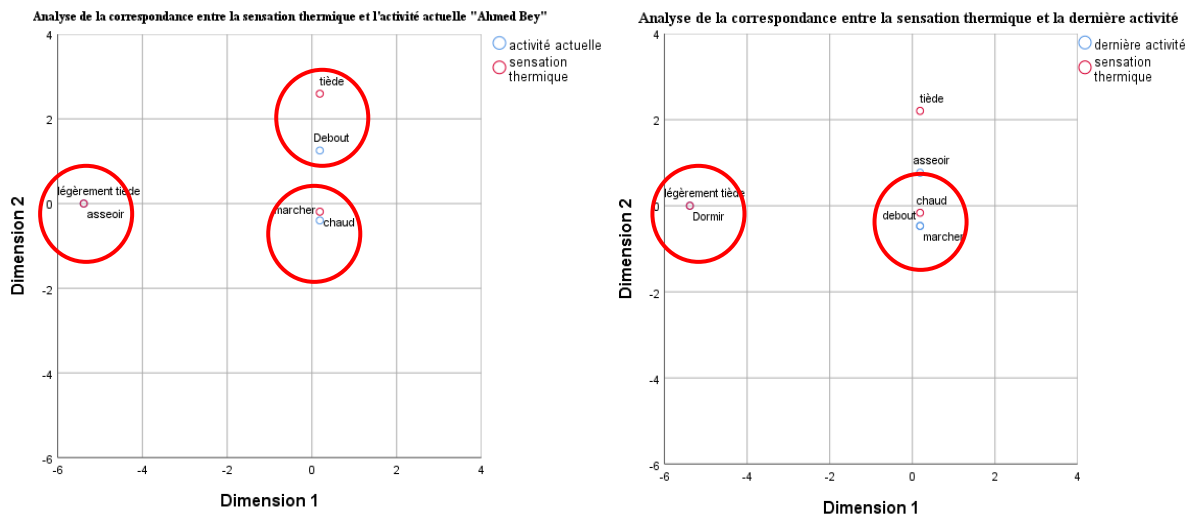 Analyse de la correspondance entre la sensation thermique et l'activité actuelle "Ahmed Bey"
activité actuelle
sensation
thermique
4
2
0
-2
-4
-6
-6
-4
-2
0
2
4
Dimension 2
Dimension 1
tiède
Debout
légèrement tiède
asseoir
marcher
chaud
Analyse de la correspondance entre la sensation thermique et la dernière activité
dernière activité
sensation
thermique
4
2
0
-2
-4
-6
-6
-4
-2
0
2
4
Dimension 2
Dimension 1
tiède
asseoir
légèrement tiède
Dormir
chaud
debout
marcher